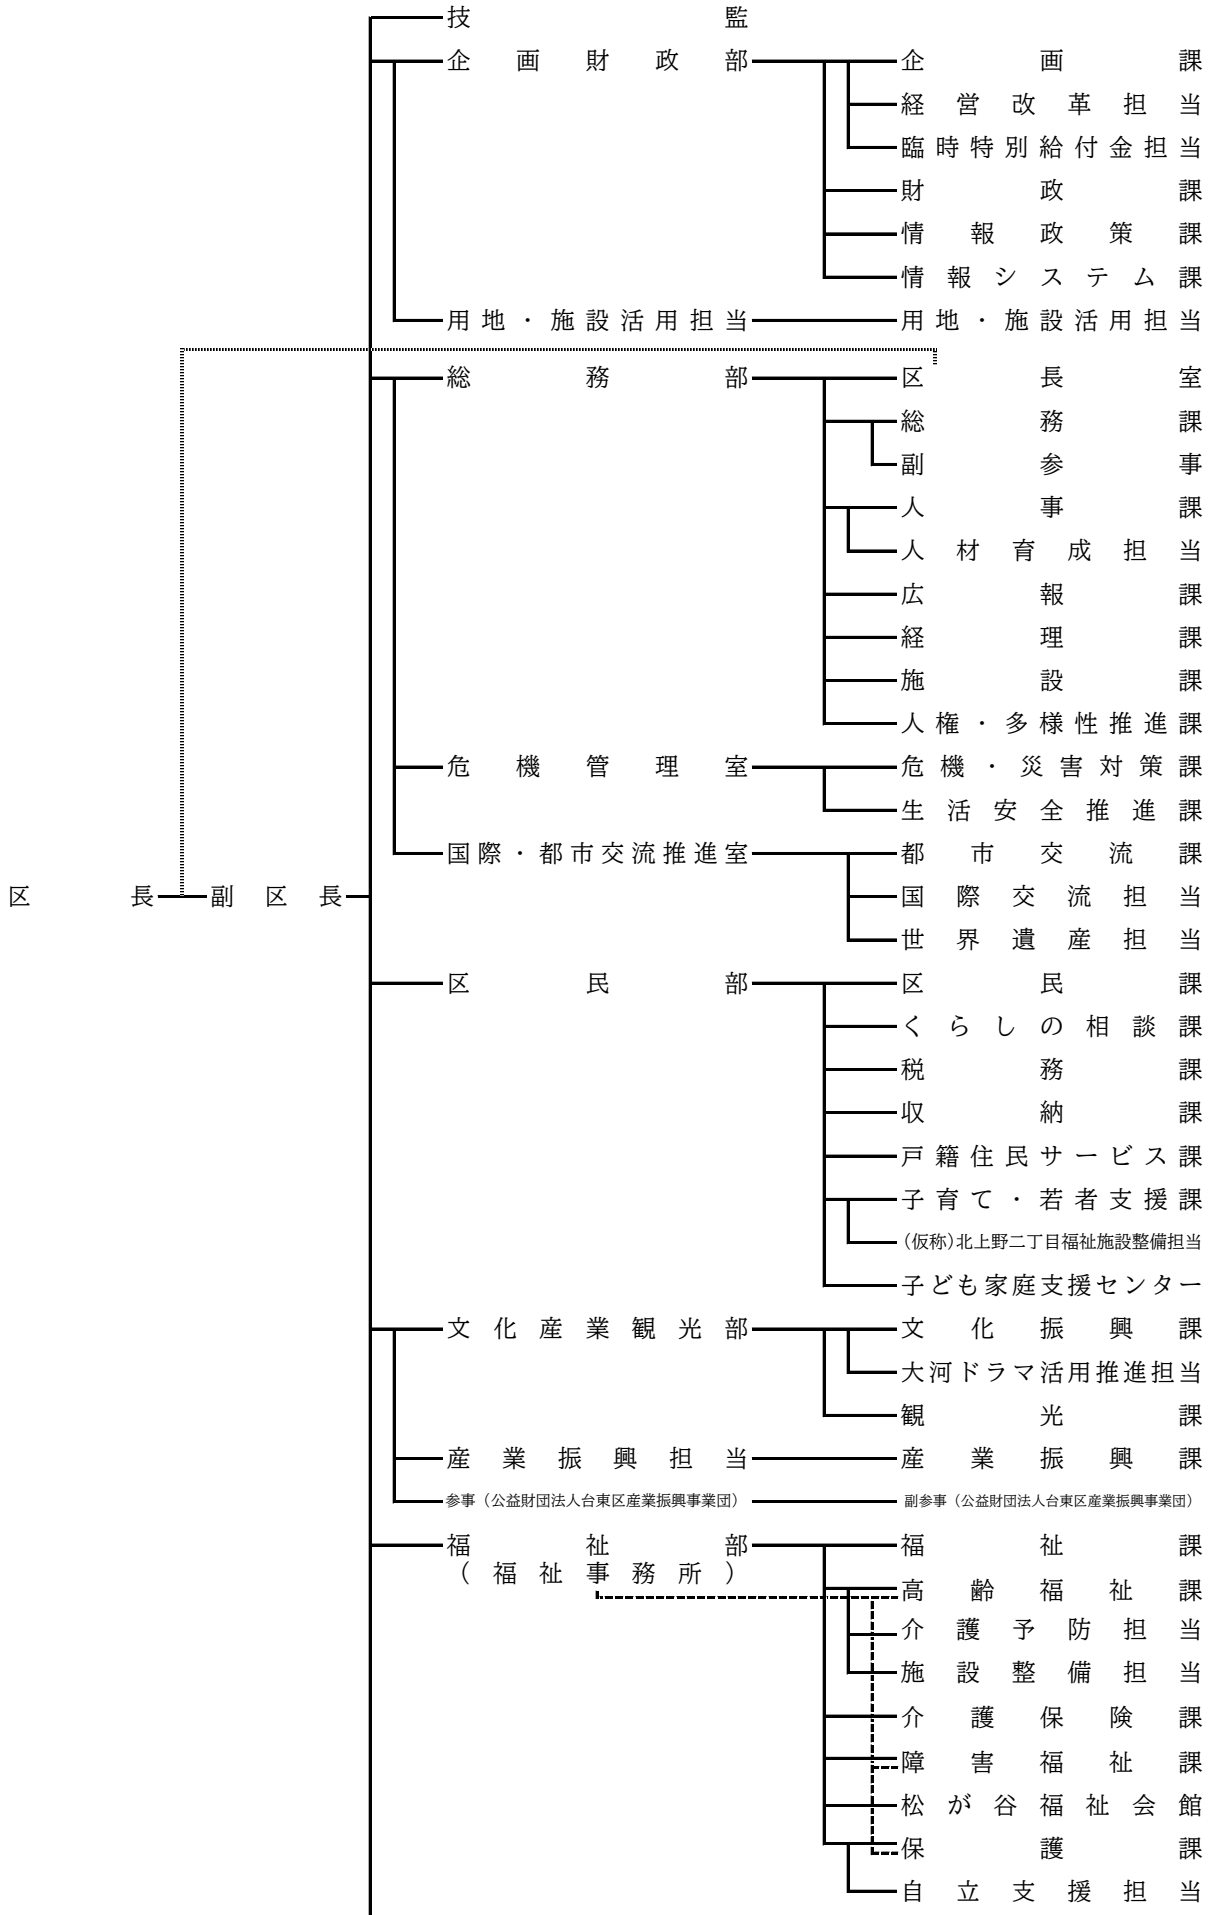 技監
企画財政部 企画課
経営改革担当
臨時特別給付金担当
財政課
情報政策課
情報システム課
用地・施設活用担当 用地・施設活用担当
総務部 区長室
総務課
副参事
人事課
人材育成担当
広報課
経理課
施設課
人権・多様性推進課
危機管理室 危機・災害対策課
生活安全推進課
国際・都市交流推進室 都市交流課
区長 副区長 国際交流担当
世界遺産担当
区民部 区民課
くらしの相談課
税務課
収納課
戸籍住民サービス課
子育て・若者支援課
(仮称)北上野二丁目福祉施設整備担当
子ども家庭支援センター
文化産業観光部 文化振興課
大河ドラマ活用推進担当
観光課
産業振興担当 産業振興課
参事（公益財団法人台東区産業振興事業団） 副参事（公益財団法人台東区産業振興事業団）
福祉部 福祉課
（福祉事務所）
高齢福祉課
介護予防担当
施設整備担当
介護保険課
障害福祉課
松が谷福祉会館
保護課
自立支援担当